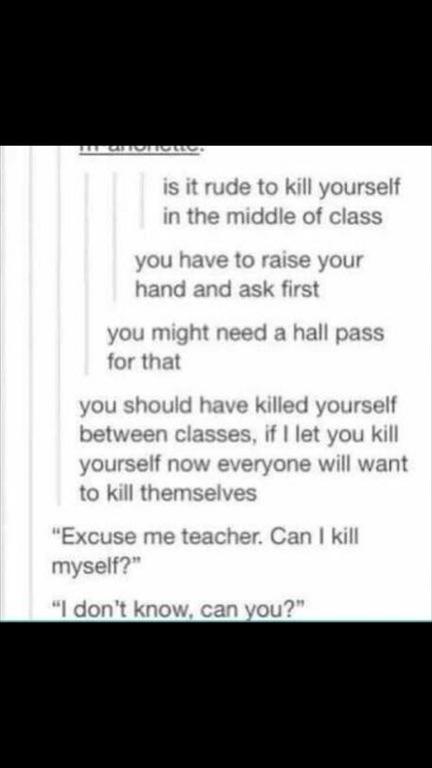 is it rude to kill yourself
in the middle of class
you have to raise your
hand and ask first
you might need a hall pass
for that
you should have killed yourself
between classes, if I let you kill
yourself now everyone will want
to kill themselves
“Excuse me teacher. Can I kill
myself?”
“I don't know, can you?”